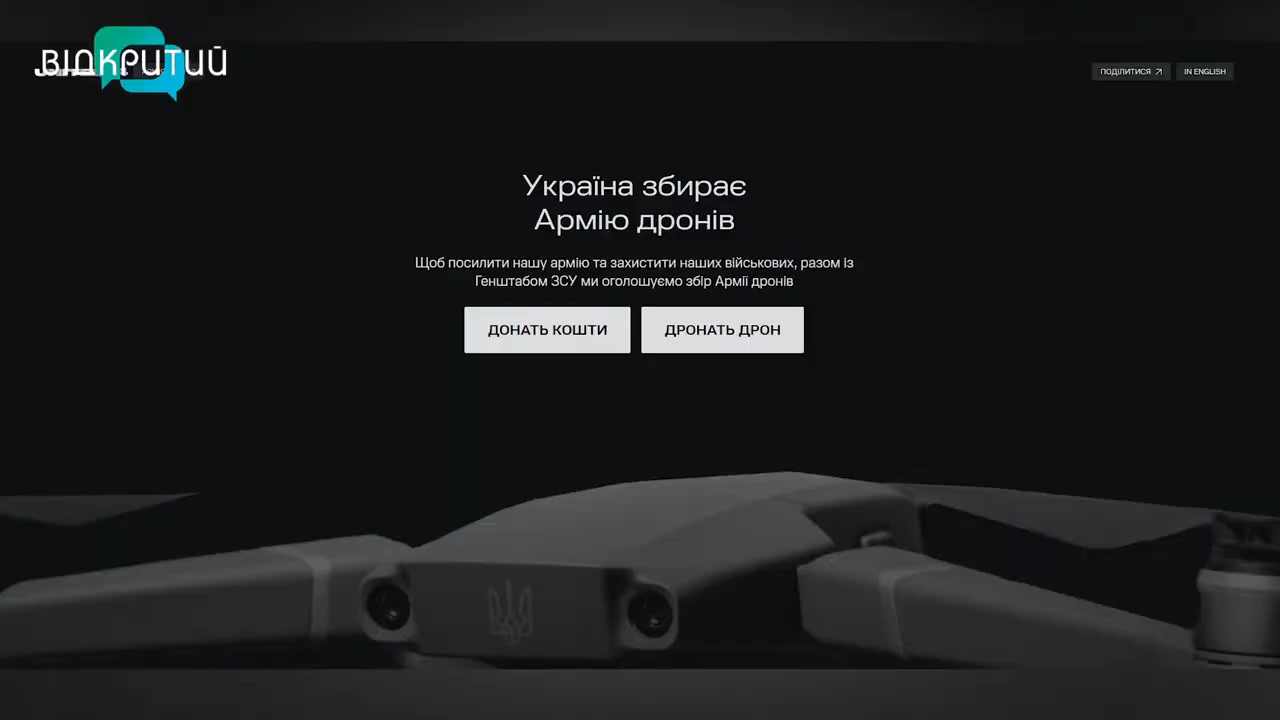 ВІДКРИТИЙ
ПОДІЛИТИСЯ
IN ENGLISH
Україна збирає
Армію дронів
Щоб посилити нашу армію та захистити наших військових, разом із
Генштабом ЗСУ ми оголошуємо збір Армії дронів
ДОНАТЬ КОШТИ
ДРОНАТЬ ДРОН